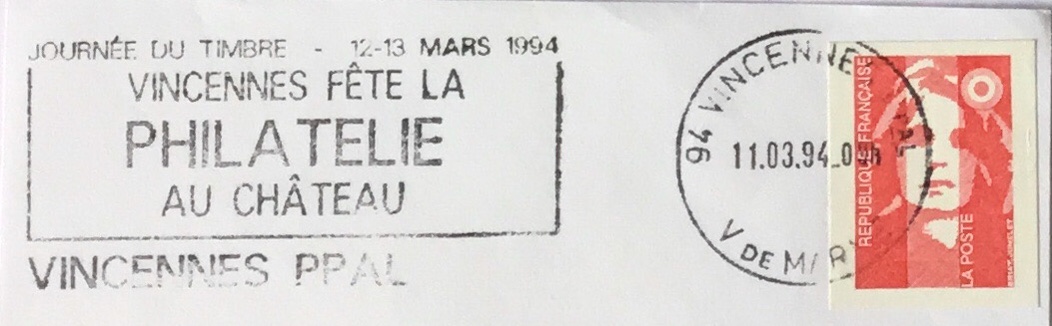 JOURNÉE DU TIMBRE - 12-13 MARS 1994
VINCENNES FÊTE LA
PHILATELIE
AU CHÂTEAU
VINCENNES PPAL
94 VINCENNES PPAL
11.03.94
V DE MAR
REPUBLIQUE FRANÇAISE
LA POSTE